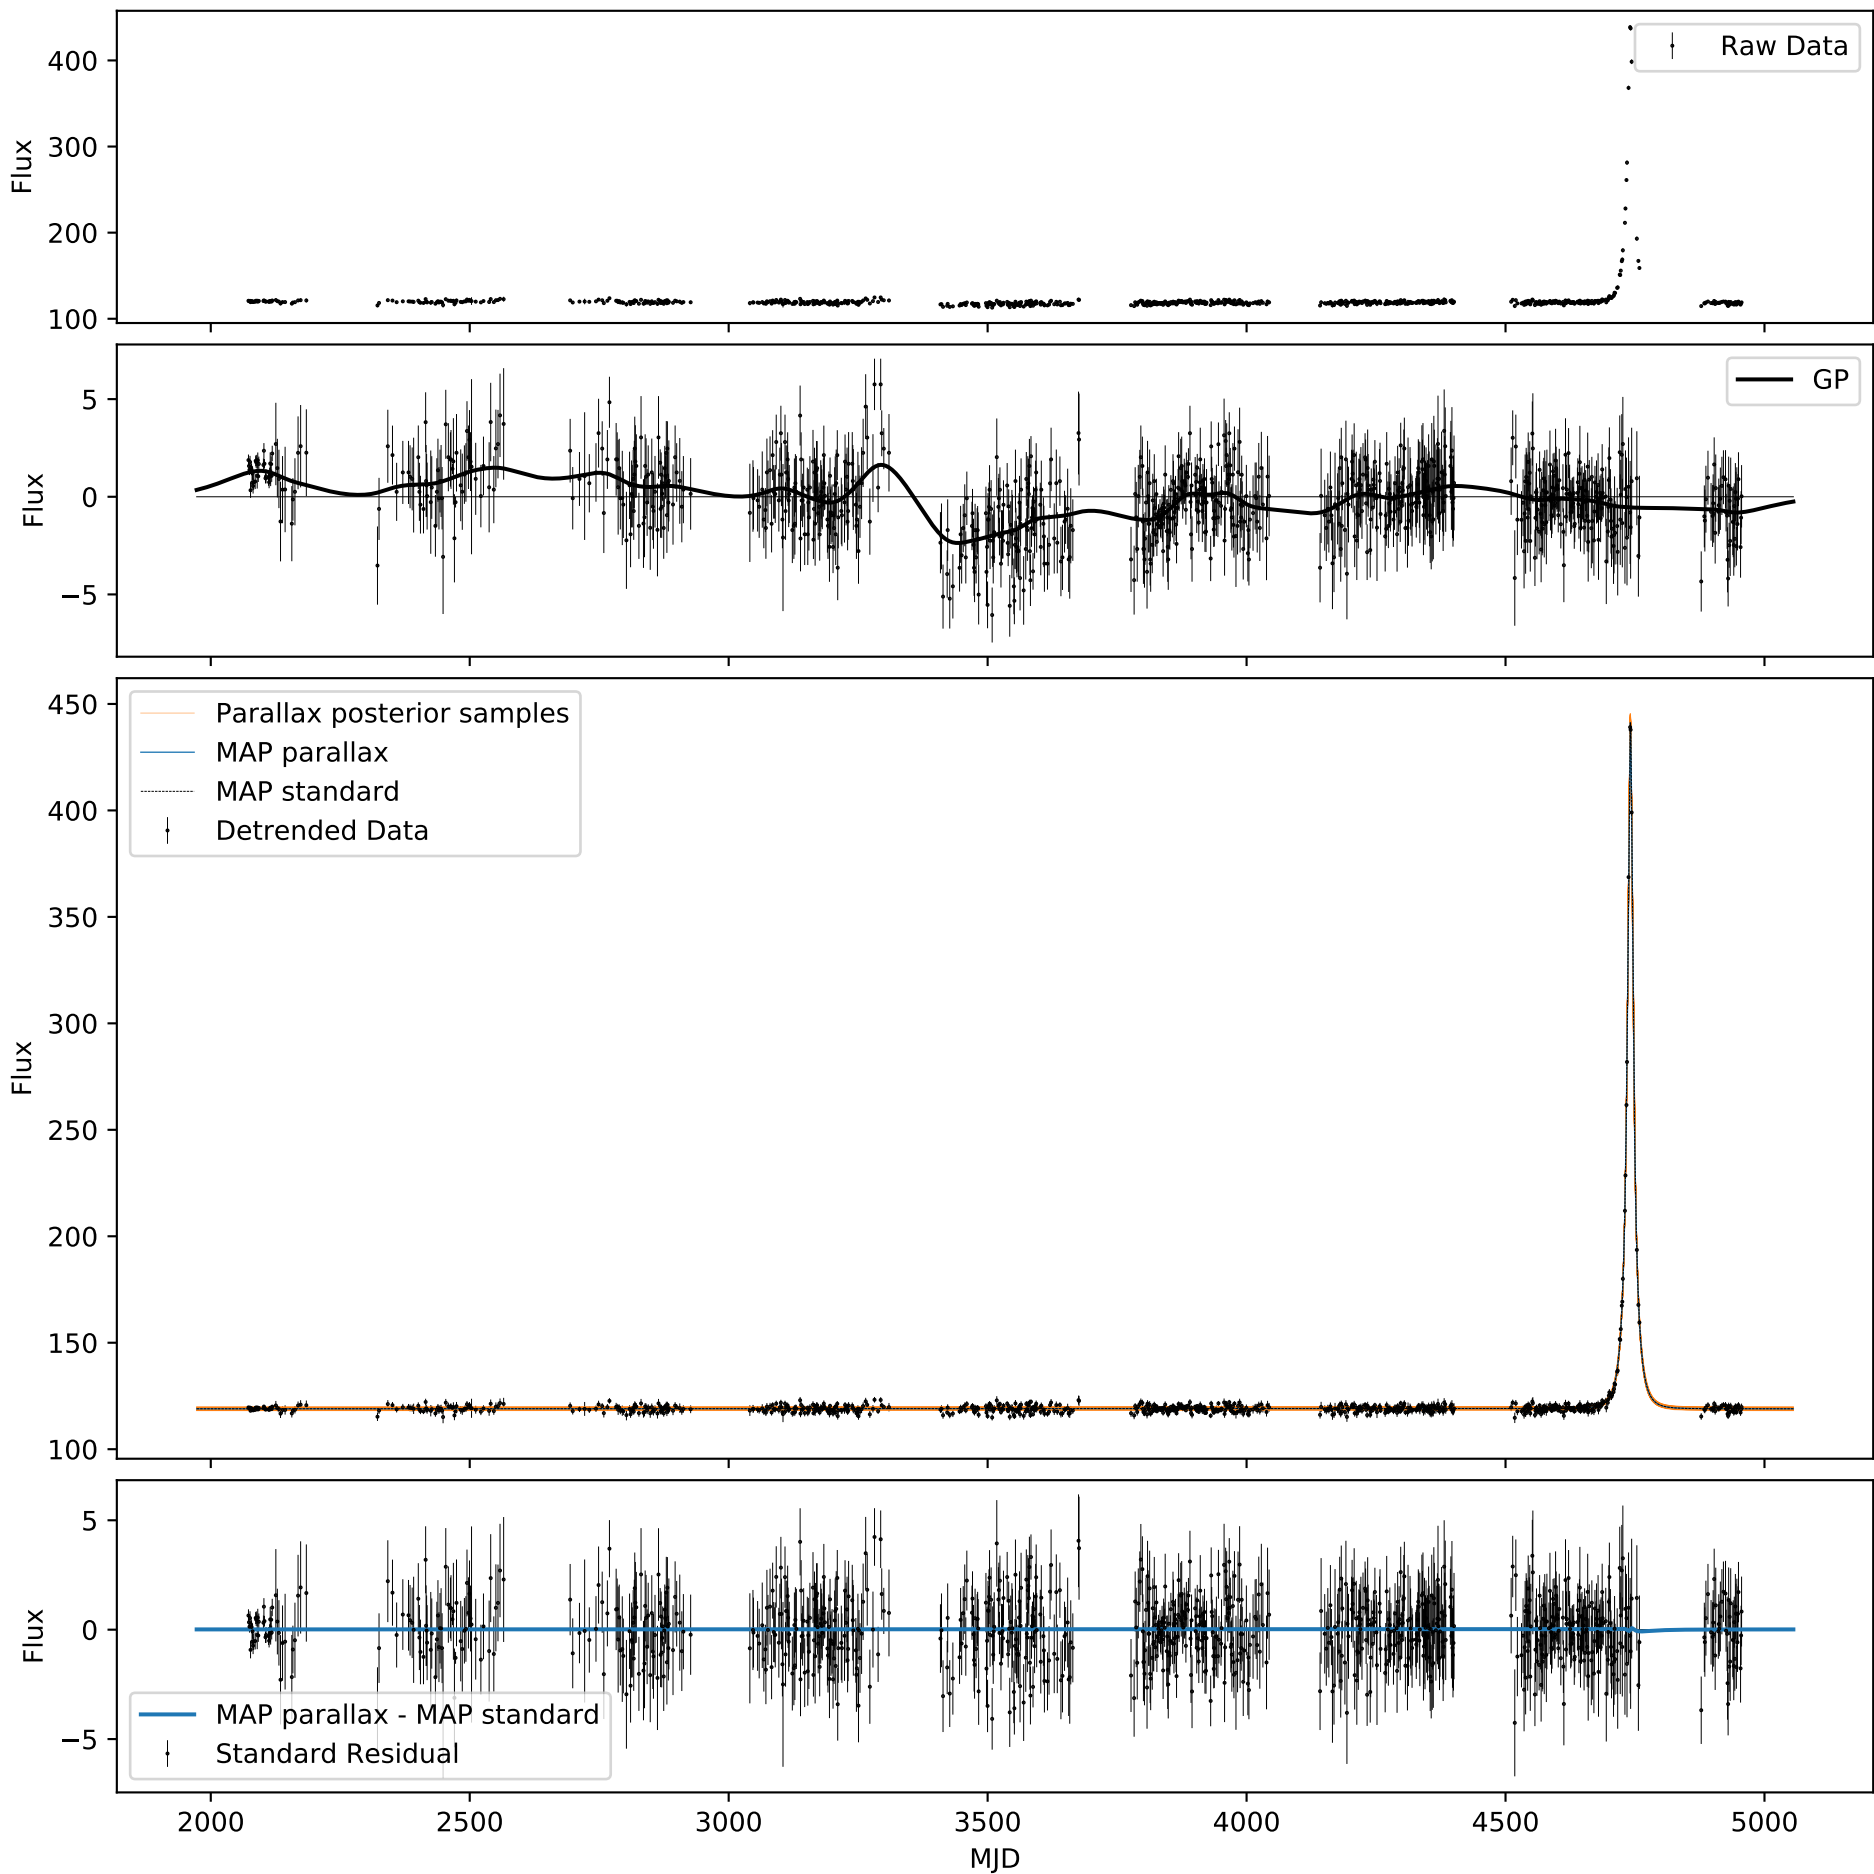 400
300
200
100
Flux
Raw Data
5
0
−5
Flux
GP
450
400
350
300
250
200
150
100
Flux
Parallax posterior samples
MAP parallax
MAP standard
Detrended Data
5
0
−5
Flux
MAP parallax - MAP standard
Standard Residual
2000 2500 3000 3500 4000 4500 5000
MJD